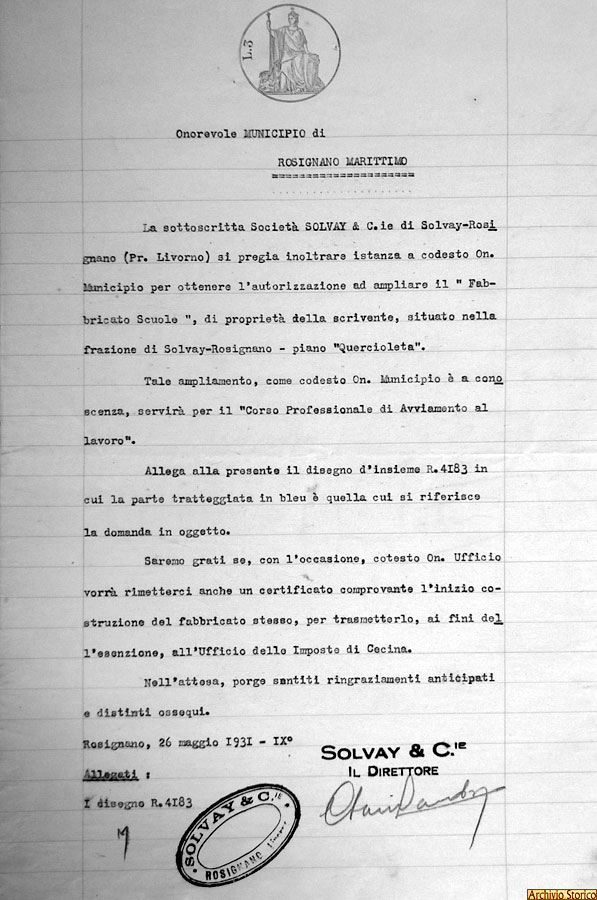 L.3
Onorevole MUNICIPIO di
ROSIGNANO MARITTIMO
La sottoscritta Società SOLVAY & C.ie di Solvay-Rosi
gnano (Pr. Livorno) si pregia inoltrare istanza a codesto On.
Municipio per ottenere l'autorizzazione ad ampliare il " Fab-
bricato Scuole ", di proprietà della scrivente, situato nella
frazione di Solvay-Rosignano - piano "Quercioleta".
Tale ampliamento, come codesto On. Municipio è a cono
scenza, servirà per il "Corso Professionale di Avviamento al
lavoro".
Allega alla presente il disegno d'insieme R.4183 in
cui la parte tratteggiata in bleu è quella cui si riferisce
la domanda in oggetto.
Saremo grati se, con l'occasione, cotesto On. Ufficio
vorrà rimetterci anche un certificato comprovante l'inizio co-
struzione del fabbricato stesso, per trasmetterlo, ai fini del
l'esenzione, all'Ufficio delle Imposte di Cecina.
Nell'attesa, porge sentiti ringraziamenti anticipati
e distinti ossequi.
Rosignano, 26 maggio 1931 - IX°
SOLVAY & C.IE
IL DIRETTORE
Allegati :
I disegno R.4183
SOLVAY & C.IE
ROSIGNANO Livorno
Archivio Storico